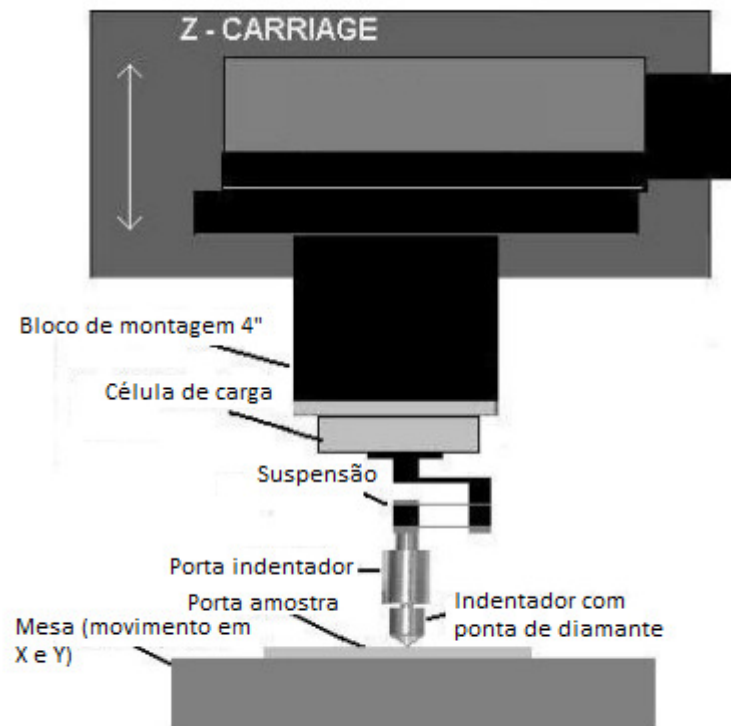 Z - CARRIAGE
Bloco de montagem 4"
Célula de carga
Suspensão
Porta indentador
Porta amostra
Indentador com
ponta de diamante
Mesa (movimento em
X e Y)